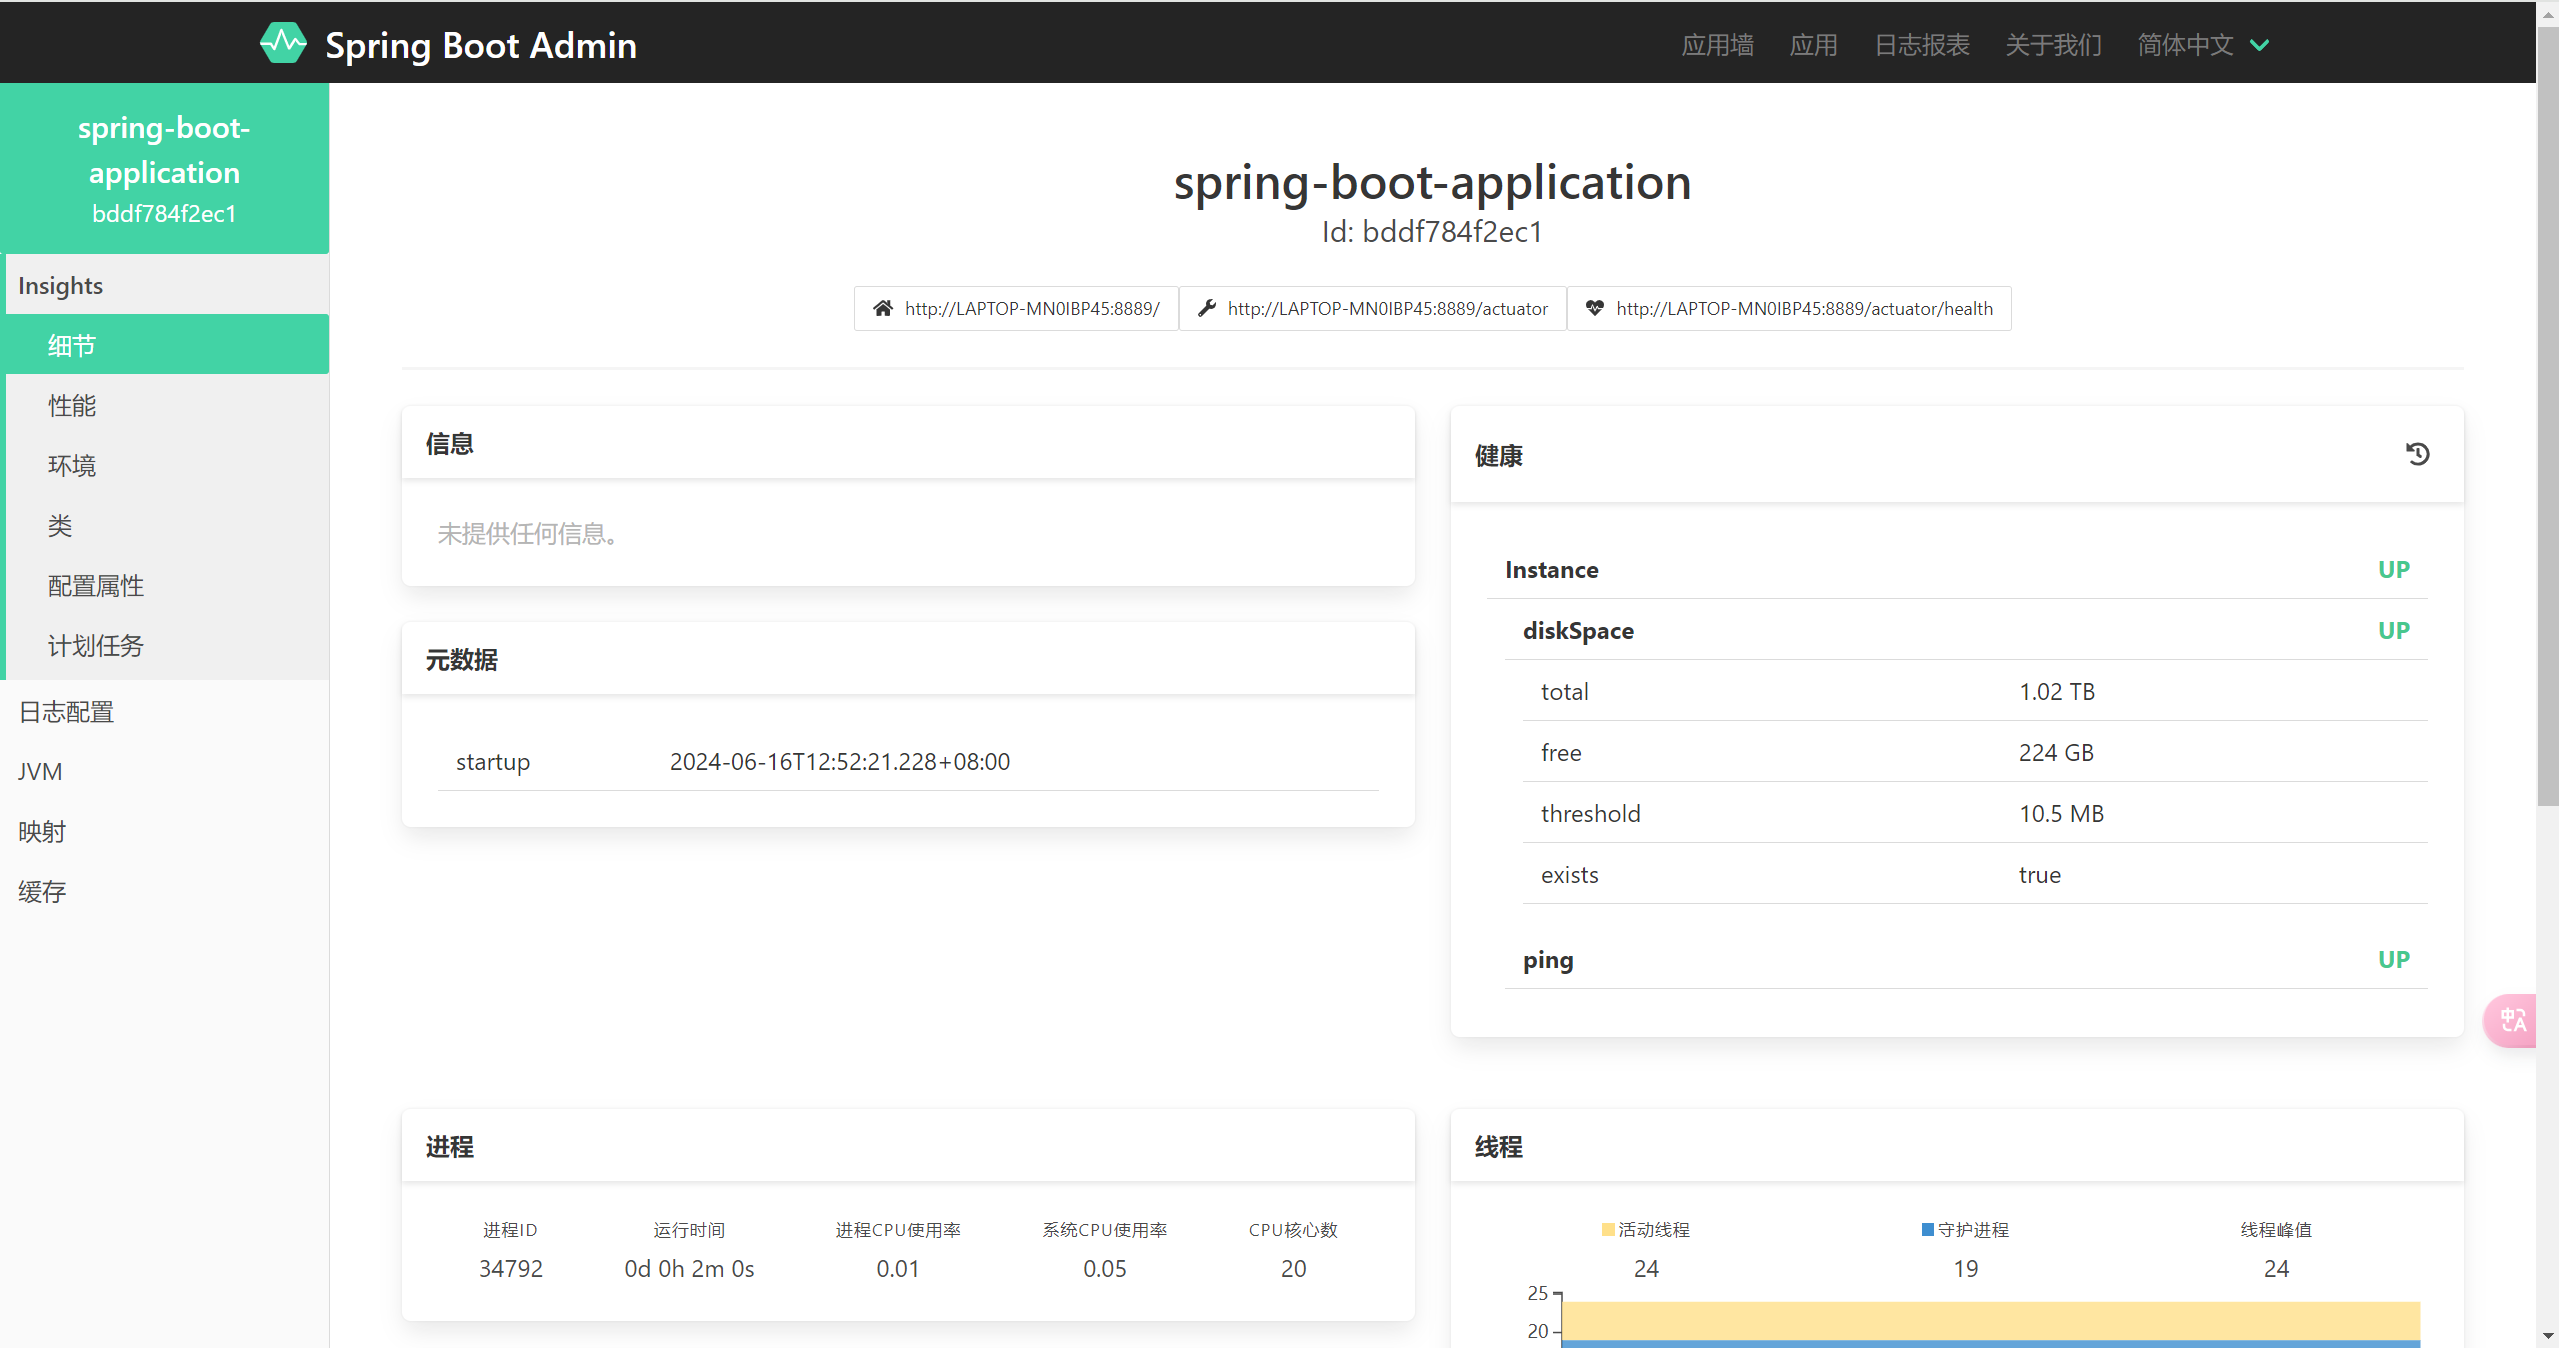 Spring Boot Admin
应用墙 应用 日志报表 关于我们 简体中文
spring-boot-
application
bddf784f2ec1
Insights
细节
性能
环境
类
配置属性
计划任务
日志配置
JVM
映射
缓存
spring-boot-application
Id: bddf784f2ec1
http://LAPTOP-MN0IBP45:8889/ http://LAPTOP-MN0IBP45:8889/actuator http://LAPTOP-MN0IBP45:8889/actuator/health
信息
未提供任何信息。
元数据
startup 2024-06-16T12:52:21.228+08:00
健康
Instance UP
diskSpace UP
total 1.02 TB
free 224 GB
threshold 10.5 MB
exists true
ping UP
进程
进程ID 运行时间 进程CPU使用率 系统CPU使用率 CPU核心数
34792 0d 0h 2m 0s 0.01 0.05 20
线程
活动线程 守护进程 线程峰值
24 19 24
25
20
中A